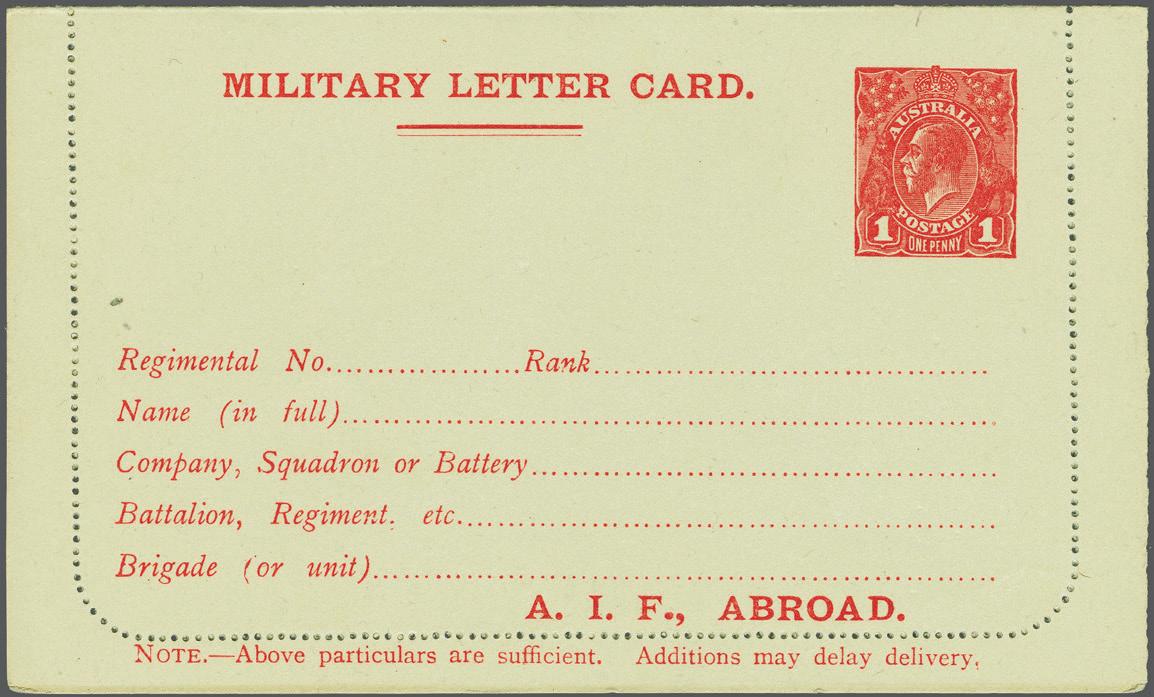 MILITARY LETTER CARD.
AUSTRALIA
POSTAGE
1 ONE PENNY 1
Regimental No...................Rank.......................................
Name (in full)................................................................
Company, Squadron or Battery.............................................
Battalion, Regiment. etc.....................................................
Brigade (or unit).............................................................
A. I. F., ABROAD.
NOTE.—Above particulars are sufficient. Additions may delay delivery.